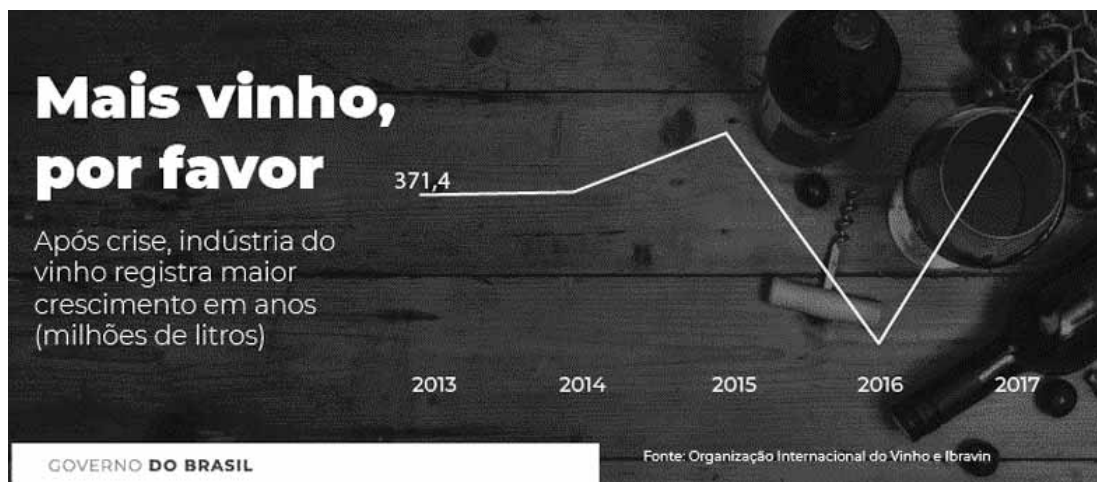 Mais vinho,
por favor
Após crise, indústria do
vinho registra maior
crescimento em anos
(milhões de litros)
371,4
2013 2014 2015 2016 2017
GOVERNO DO BRASIL
Fonte: Organização Internacional do Vinho e Ibravin